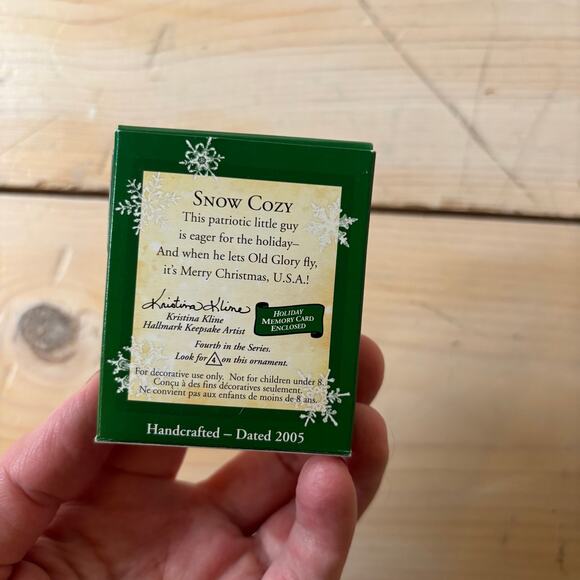 SNOW COZY
This patriotic little guy
is eager for the holiday–
And when he lets Old Glory fly,
it's Merry Christmas, U.S.A.!
Kristina Kline
Kristina Kline
Hallmark Keepsake Artist
HOLIDAY
MEMORY CARD
ENCLOSED
Fourth in the Series.
Look for 4 on this ornament.
For decorative use only. Not for children under 8.
Conçu à des fins décoratives seulement.
Ne convient pas aux enfants de moins de 8 ans.
Handcrafted – Dated 2005